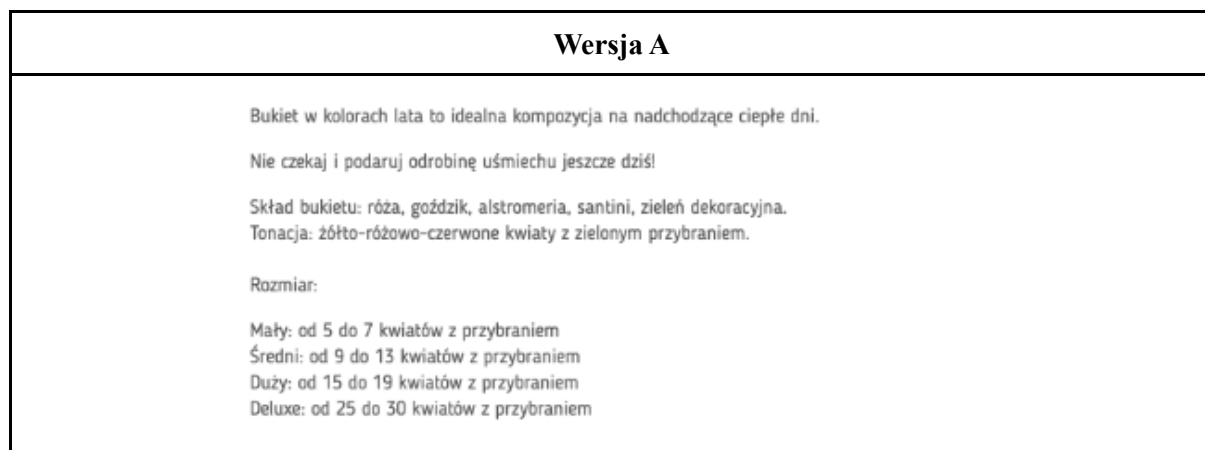 Wersja A
Bukiet w kolorach lata to idealna kompozycja na nadchodzące ciepłe dni.
Nie czekaj i podaruj odrobinę uśmiechu jeszcze dziś!
Skład bukietu: róża, goździk, alstromeria, santini, zieleń dekoracyjna.
Tonacja: żółto-różowo-czerwone kwiaty z zielonym przybraniem.
Rozmiar:
Mały: od 5 do 7 kwiatów z przybraniem
Średni: od 9 do 13 kwiatów z przybraniem
Duży: od 15 do 19 kwiatów z przybraniem
Deluxe: od 25 do 30 kwiatów z przybraniem